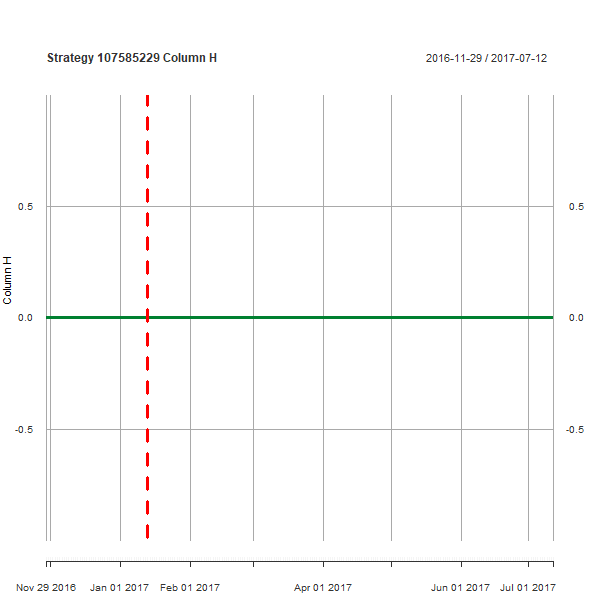 Strategy 107585229 Column H 2016-11-29 / 2017-07-12
0.5 0.5
Column H
0.0 0.0
-0.5 -0.5
Nov 29 2016 Jan 01 2017 Feb 01 2017 Apr 01 2017 Jun 01 2017 Jul 01 2017